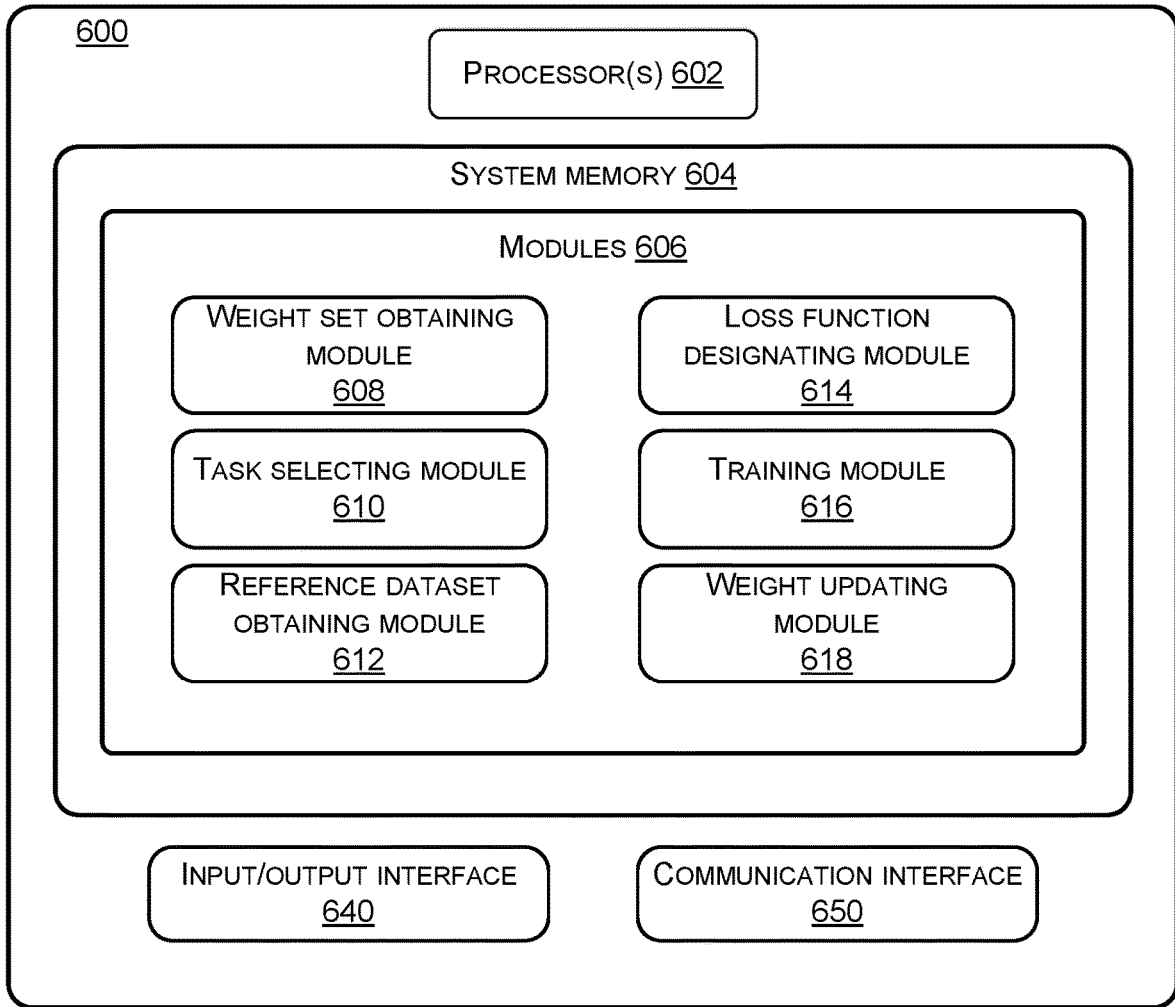 600
PROCESSOR(S) 602
SYSTEM MEMORY 604
MODULES 606
WEIGHT SET OBTAINING
MODULE
608
LOSS FUNCTION
DESIGNATING MODULE
614
TASK SELECTING MODULE
610
TRAINING MODULE
616
REFERENCE DATASET
OBTAINING MODULE
612
WEIGHT UPDATING
MODULE
618
INPUT/OUTPUT INTERFACE
640
COMMUNICATION INTERFACE
650